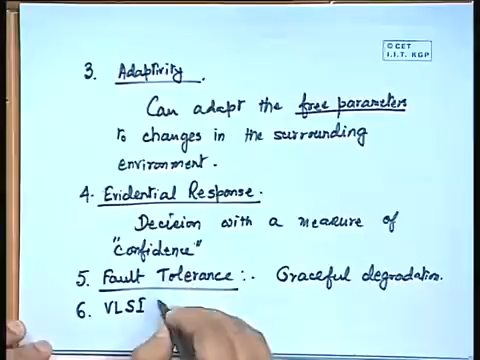 © CET
I.I.T. KGP
3. Adaptivity.
Can adapt the free parameters
to changes in the surrounding
environment.
4. Evidential Response.
Decision with a measure of
"confidence"
5. Fault Tolerance :. Graceful degradation.
6. VLSI